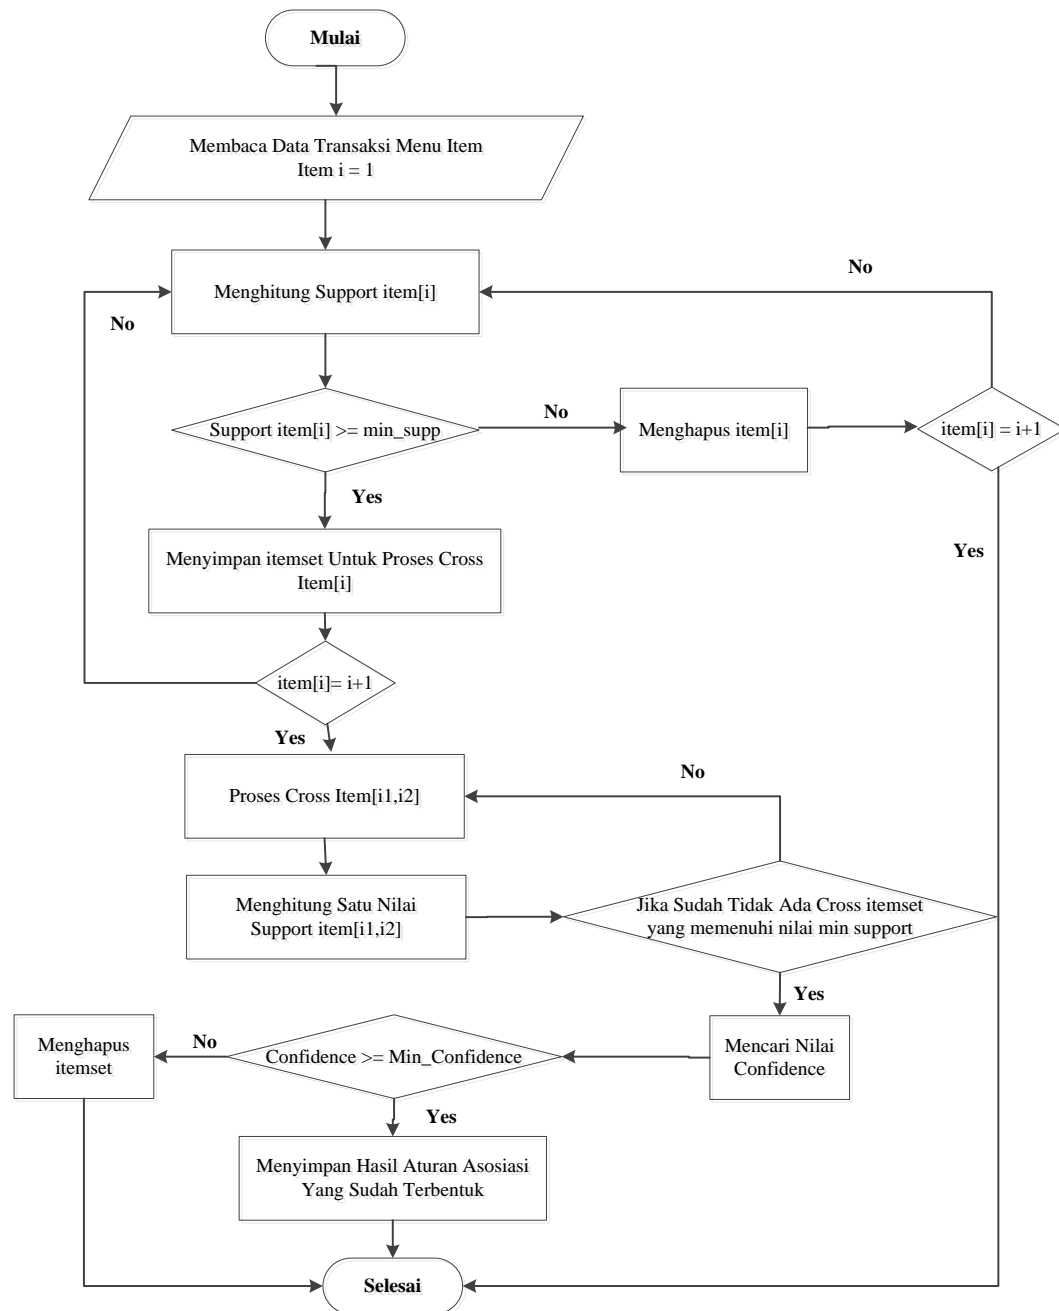 Mulai
Membaca Data Transaksi Menu Item
Item i = 1
No
Menghitung Support item[i]
No
Support item[i] >= min_supp
No
Menghapus item[i]
item[i] = i+1
Yes
Yes
Menyimpan itemset Untuk Proses Cross
Item[i]
item[i]= i+1
Yes
Proses Cross Item[i1,i2]
No
Menghitung Satu Nilai
Support item[i1,i2]
Jika Sudah Tidak Ada Cross itemset
yang memenuhi nilai min support
Yes
Mencari Nilai
Confidence
Confidence >= Min_Confidence
No
Menghapus
itemset
Yes
Menyimpan Hasil Aturan Asosiasi
Yang Sudah Terbentuk
Selesai